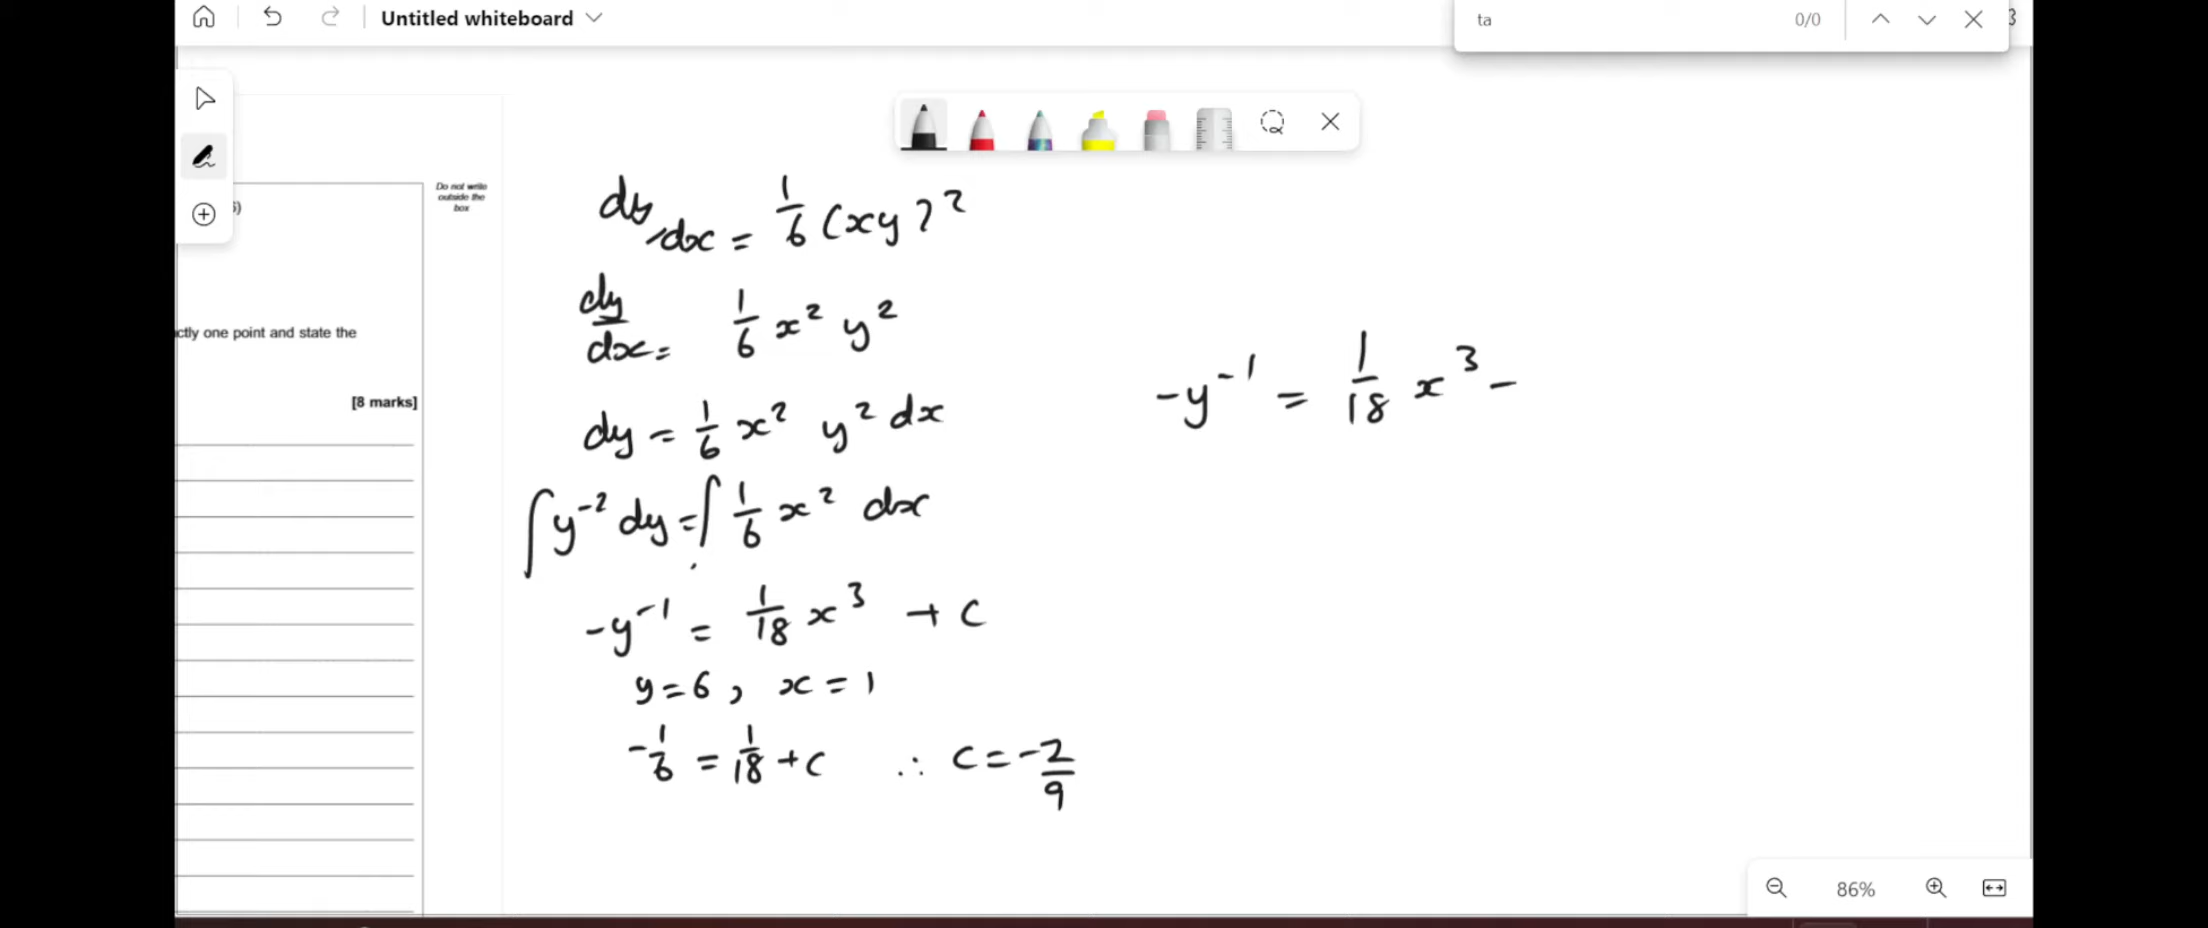 Untitled whiteboard
ta
0/0
Do not write
outside the
box
ctly one point and state the
[8 marks]
dy/dx = 1/6 (xy)²
dy/dx = 1/6 x² y²
dy = 1/6 x² y² dx
∫y⁻² dy = ∫ 1/6 x² dx
-y⁻¹ = 1/18 x³ + c
y = 6, x = 1
-1/6 = 1/18 + c ∴ c = -2/9
-y⁻¹ = 1/18 x³ -
86%